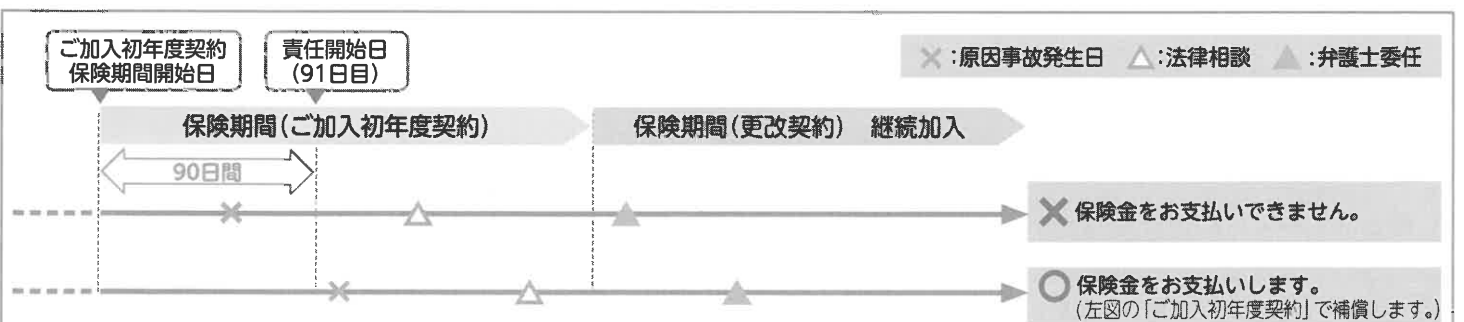 ご加入初年度契約
保険期間開始日
責任開始日
(91日目)
×:原因事故発生日 △:法律相談 ▲:弁護士委任
保険期間(ご加入初年度契約)
保険期間(更改契約) 継続加入
90日間
×保険金をお支払いできません。
○保険金をお支払いします。
(左図の「ご加入初年度契約」で補償します。)